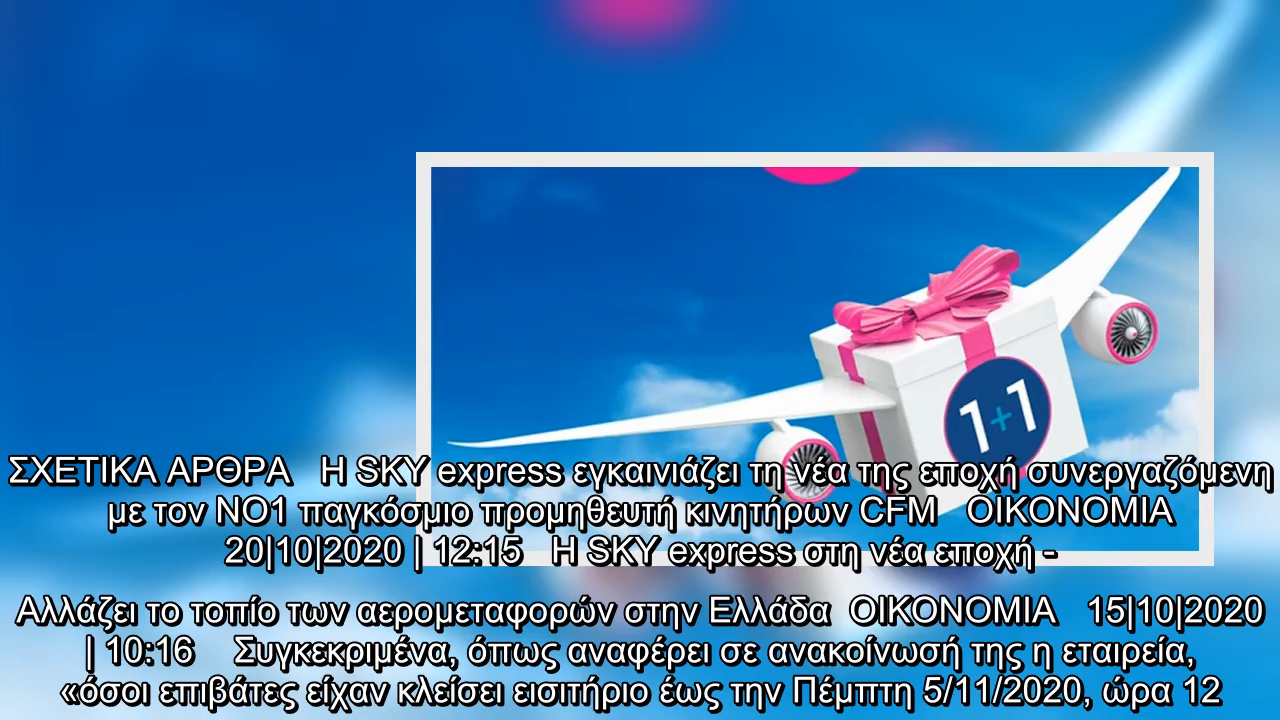 1+1
ΣΧΕΤΙΚΑ ΑΡΘΡΑ   Η SKY express εγκαινιάζει τη νέα της εποχή συνεργαζόμενη
με τον ΝΟ1 παγκόσμιο προμηθευτή κινητήρων CFM   ΟΙΚΟΝΟΜΙΑ
20|10|2020 | 12:15   Η SKY express στη νέα εποχή -
Αλλάζει το τοπίο των αερομεταφορών στην Ελλάδα  ΟΙΚΟΝΟΜΙΑ   15|10|2020
| 10:16    Συγκεκριμένα, όπως αναφέρει σε ανακοίνωσή της η εταιρεία,
«όσοι επιβάτες είχαν κλείσει εισιτήριο έως την Πέμπτη 5/11/2020, ώρα 12